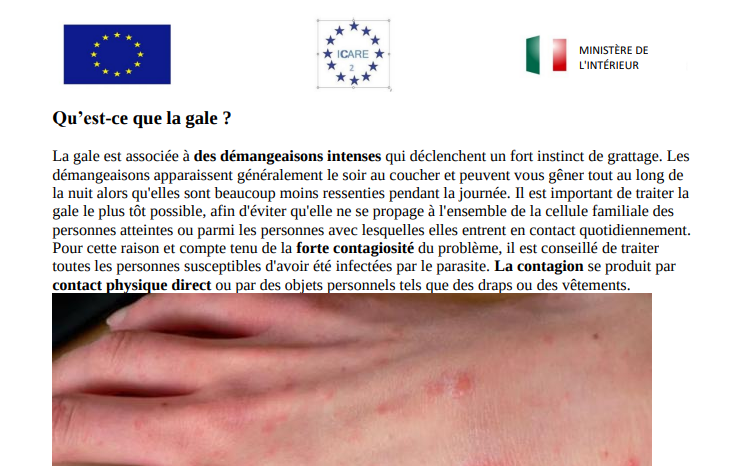 ICARE
2
MINISTÈRE DE
L'INTÉRIEUR
Qu’est-ce que la gale ?
La gale est associée à des démangeaisons intenses qui déclenchent un fort instinct de grattage. Les
démangeaisons apparaissent généralement le soir au coucher et peuvent vous gêner tout au long de
la nuit alors qu'elles sont beaucoup moins ressenties pendant la journée. Il est important de traiter la
gale le plus tôt possible, afin d'éviter qu'elle ne se propage à l'ensemble de la cellule familiale des
personnes atteintes ou parmi les personnes avec lesquelles elles entrent en contact quotidiennement.
Pour cette raison et compte tenu de la forte contagiosité du problème, il est conseillé de traiter
toutes les personnes susceptibles d'avoir été infectées par le parasite. La contagion se produit par
contact physique direct ou par des objets personnels tels que des draps ou des vêtements.